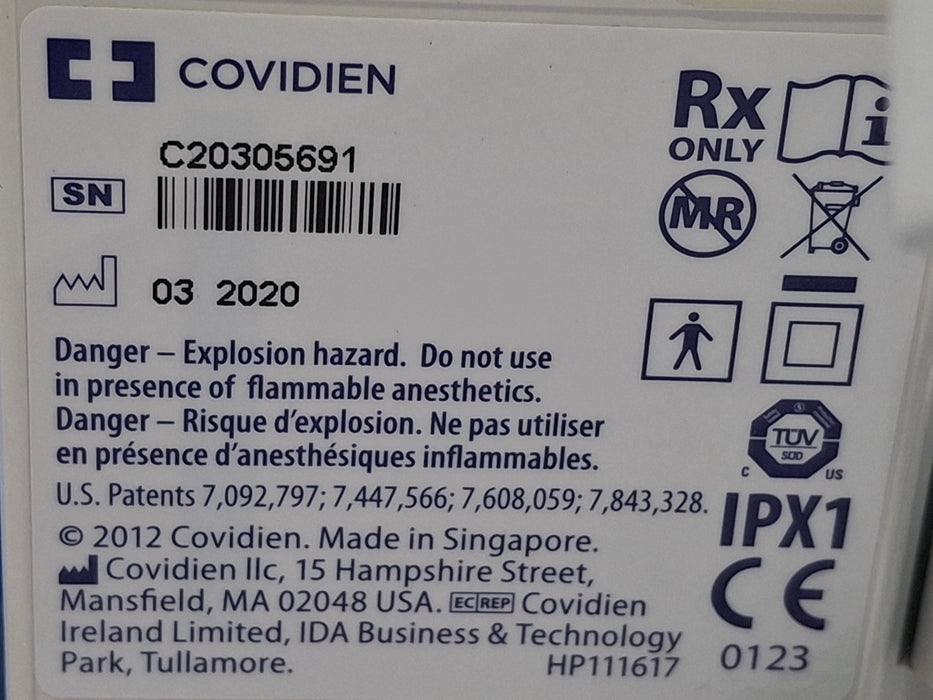 COVIDIEN
C20305691
SN
03 2020
Rx
ONLY
i
MR
Danger – Explosion hazard. Do not use
in presence of flammable anesthetics.
Danger – Risque d’explosion. Ne pas utiliser
en présence d’anesthésiques inflammables.
U.S. Patents 7,092,797; 7,447,566; 7,608,059; 7,843,328.
© 2012 Covidien. Made in Singapore.
Covidien llc, 15 Hampshire Street,
Mansfield, MA 02048 USA. EC REP Covidien
Ireland Limited, IDA Business & Technology
Park, Tullamore. HP111617
TÜV
SÜD
C US
IPX1
CE
0123